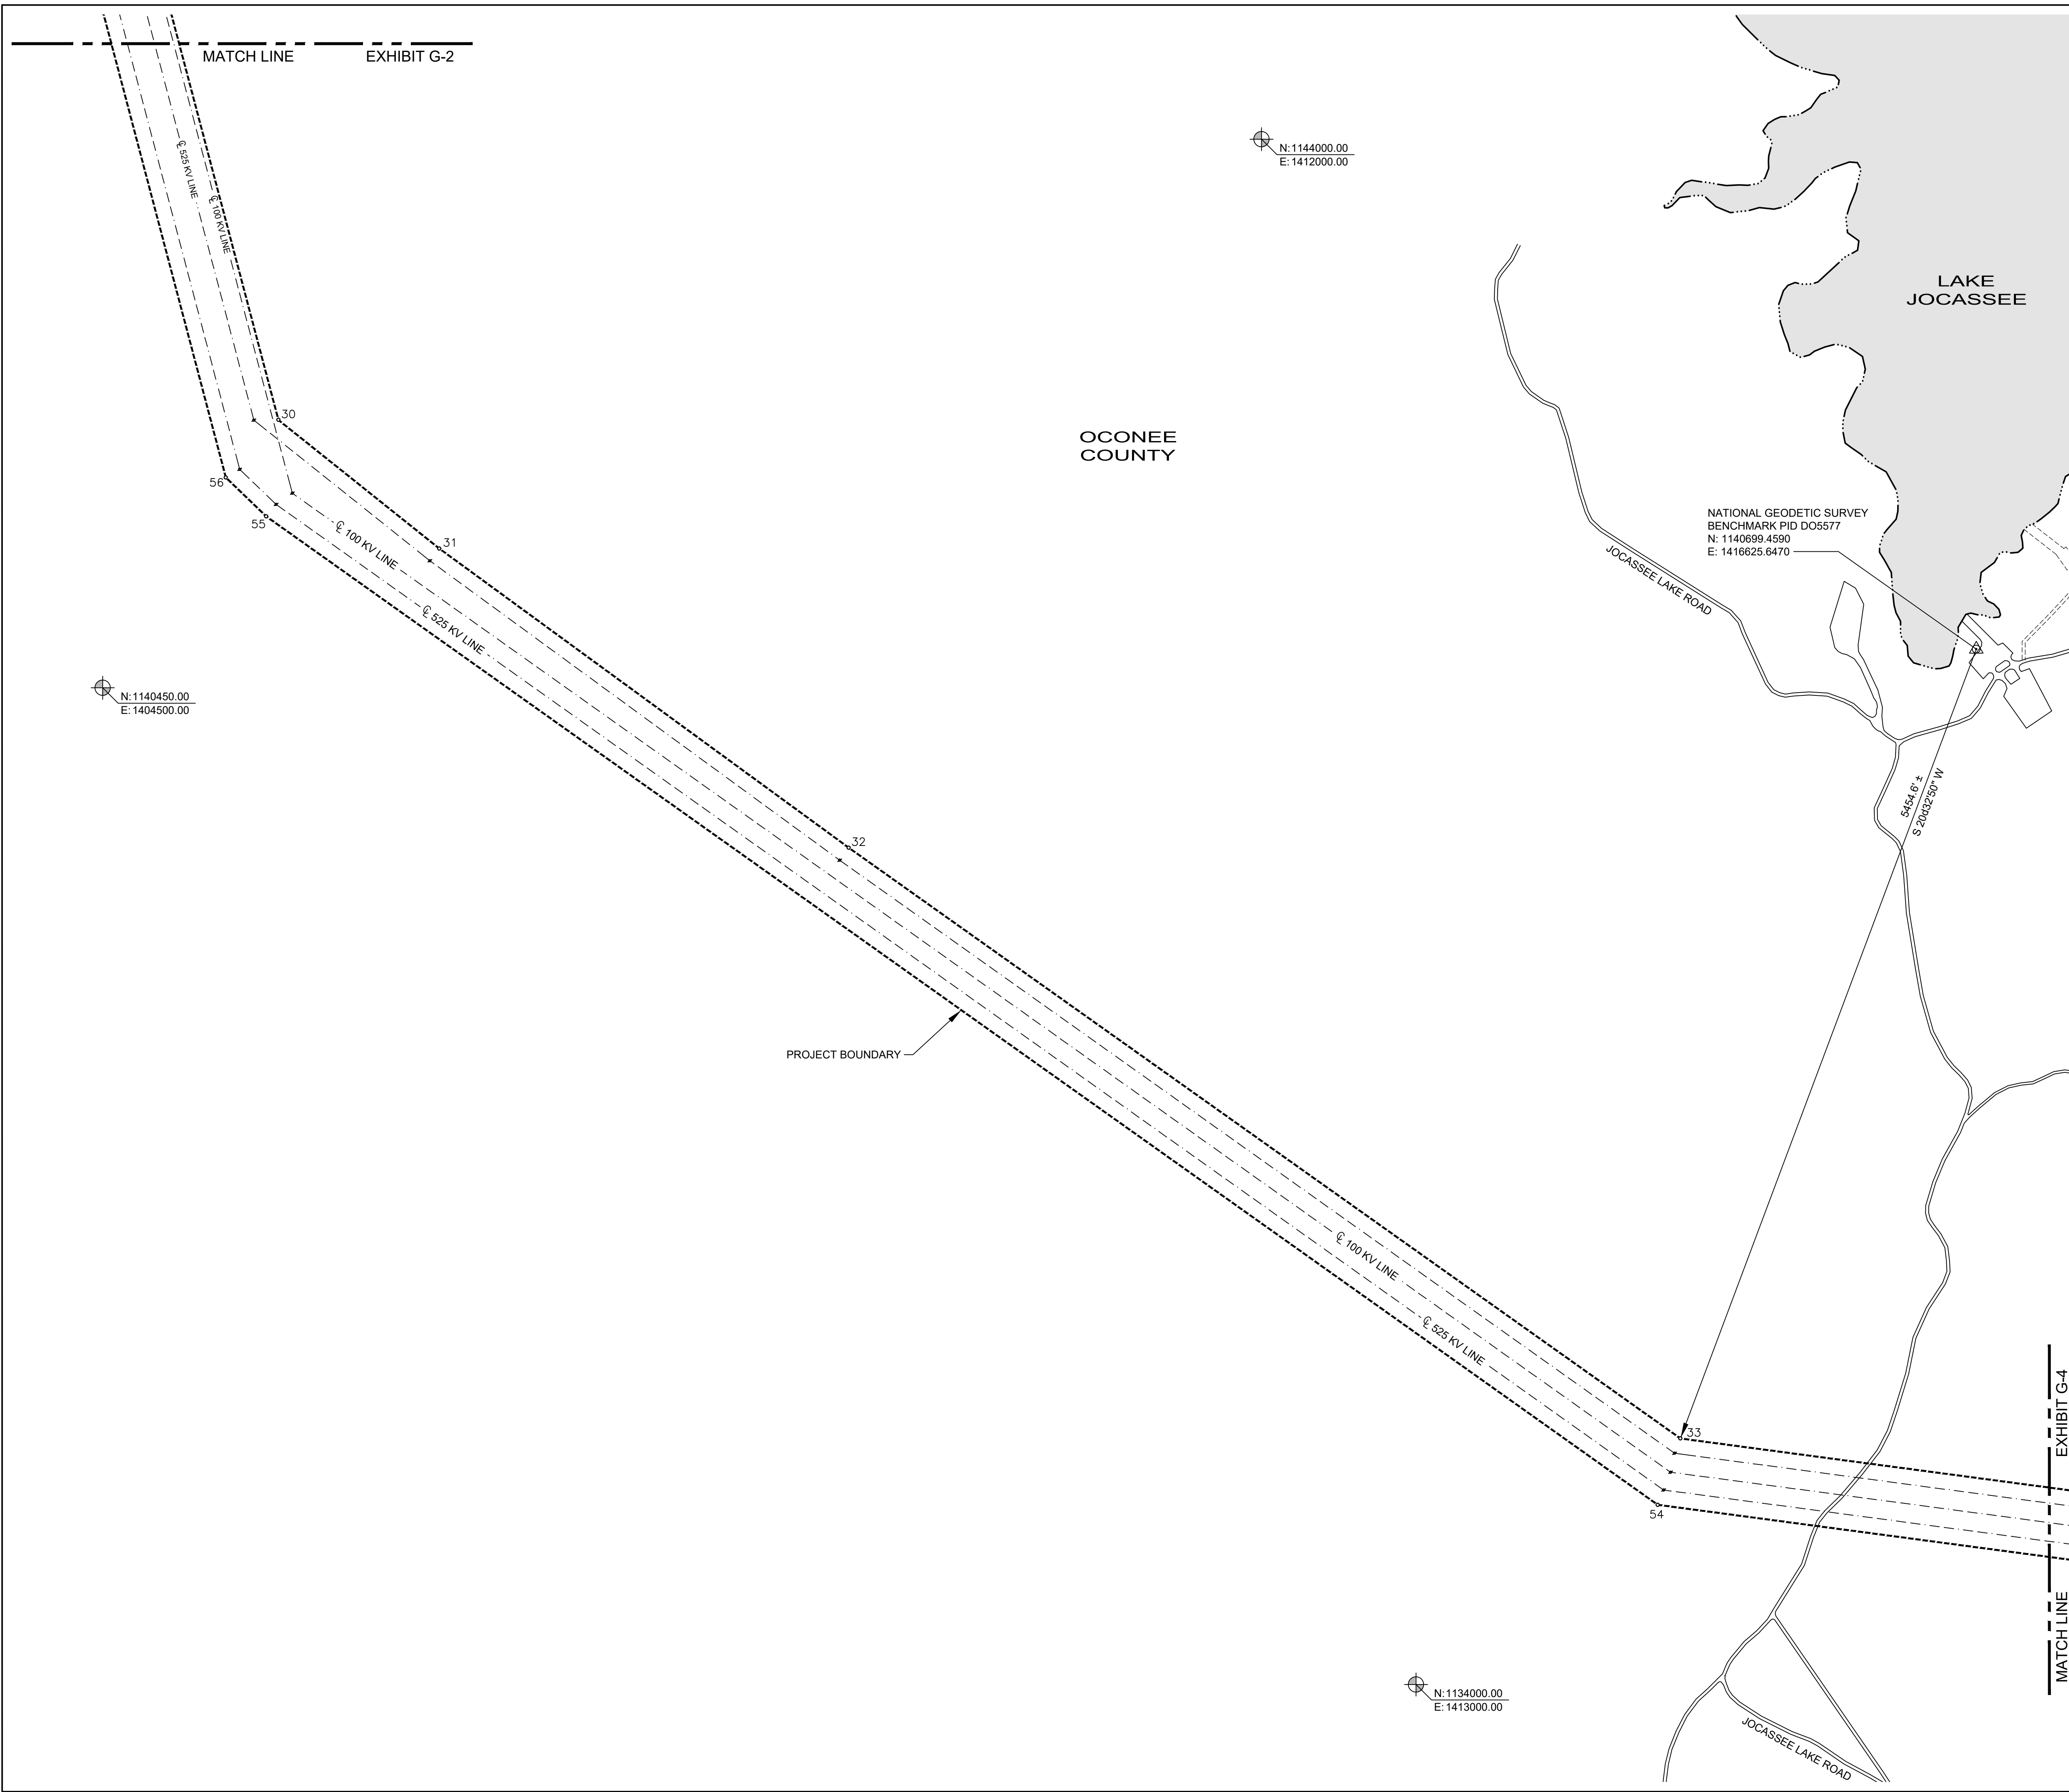 MATCH LINE
EXHIBIT G-2
℄ 525 KV LINE
℄ 100 KV LINE
N:1144000.00
E:1412000.00
LAKE
JOCASSEE
30
OCONEE
COUNTY
56
55
31
℄ 100 KV LINE
℄ 525 KV LINE
NATIONAL GEODETIC SURVEY
BENCHMARK PID DO5577
N: 1140699.4590
E: 1416625.6470
JOCASSEE LAKE ROAD
N:1140450.00
E:1404500.00
5454.6' ±
S 20d32'50" W
32
PROJECT BOUNDARY
℄ 100 KV LINE
℄ 525 KV LINE
33
54
EXHIBIT G-4
MATCH LINE
N:1134000.00
E:1413000.00
JOCASSEE LAKE ROAD